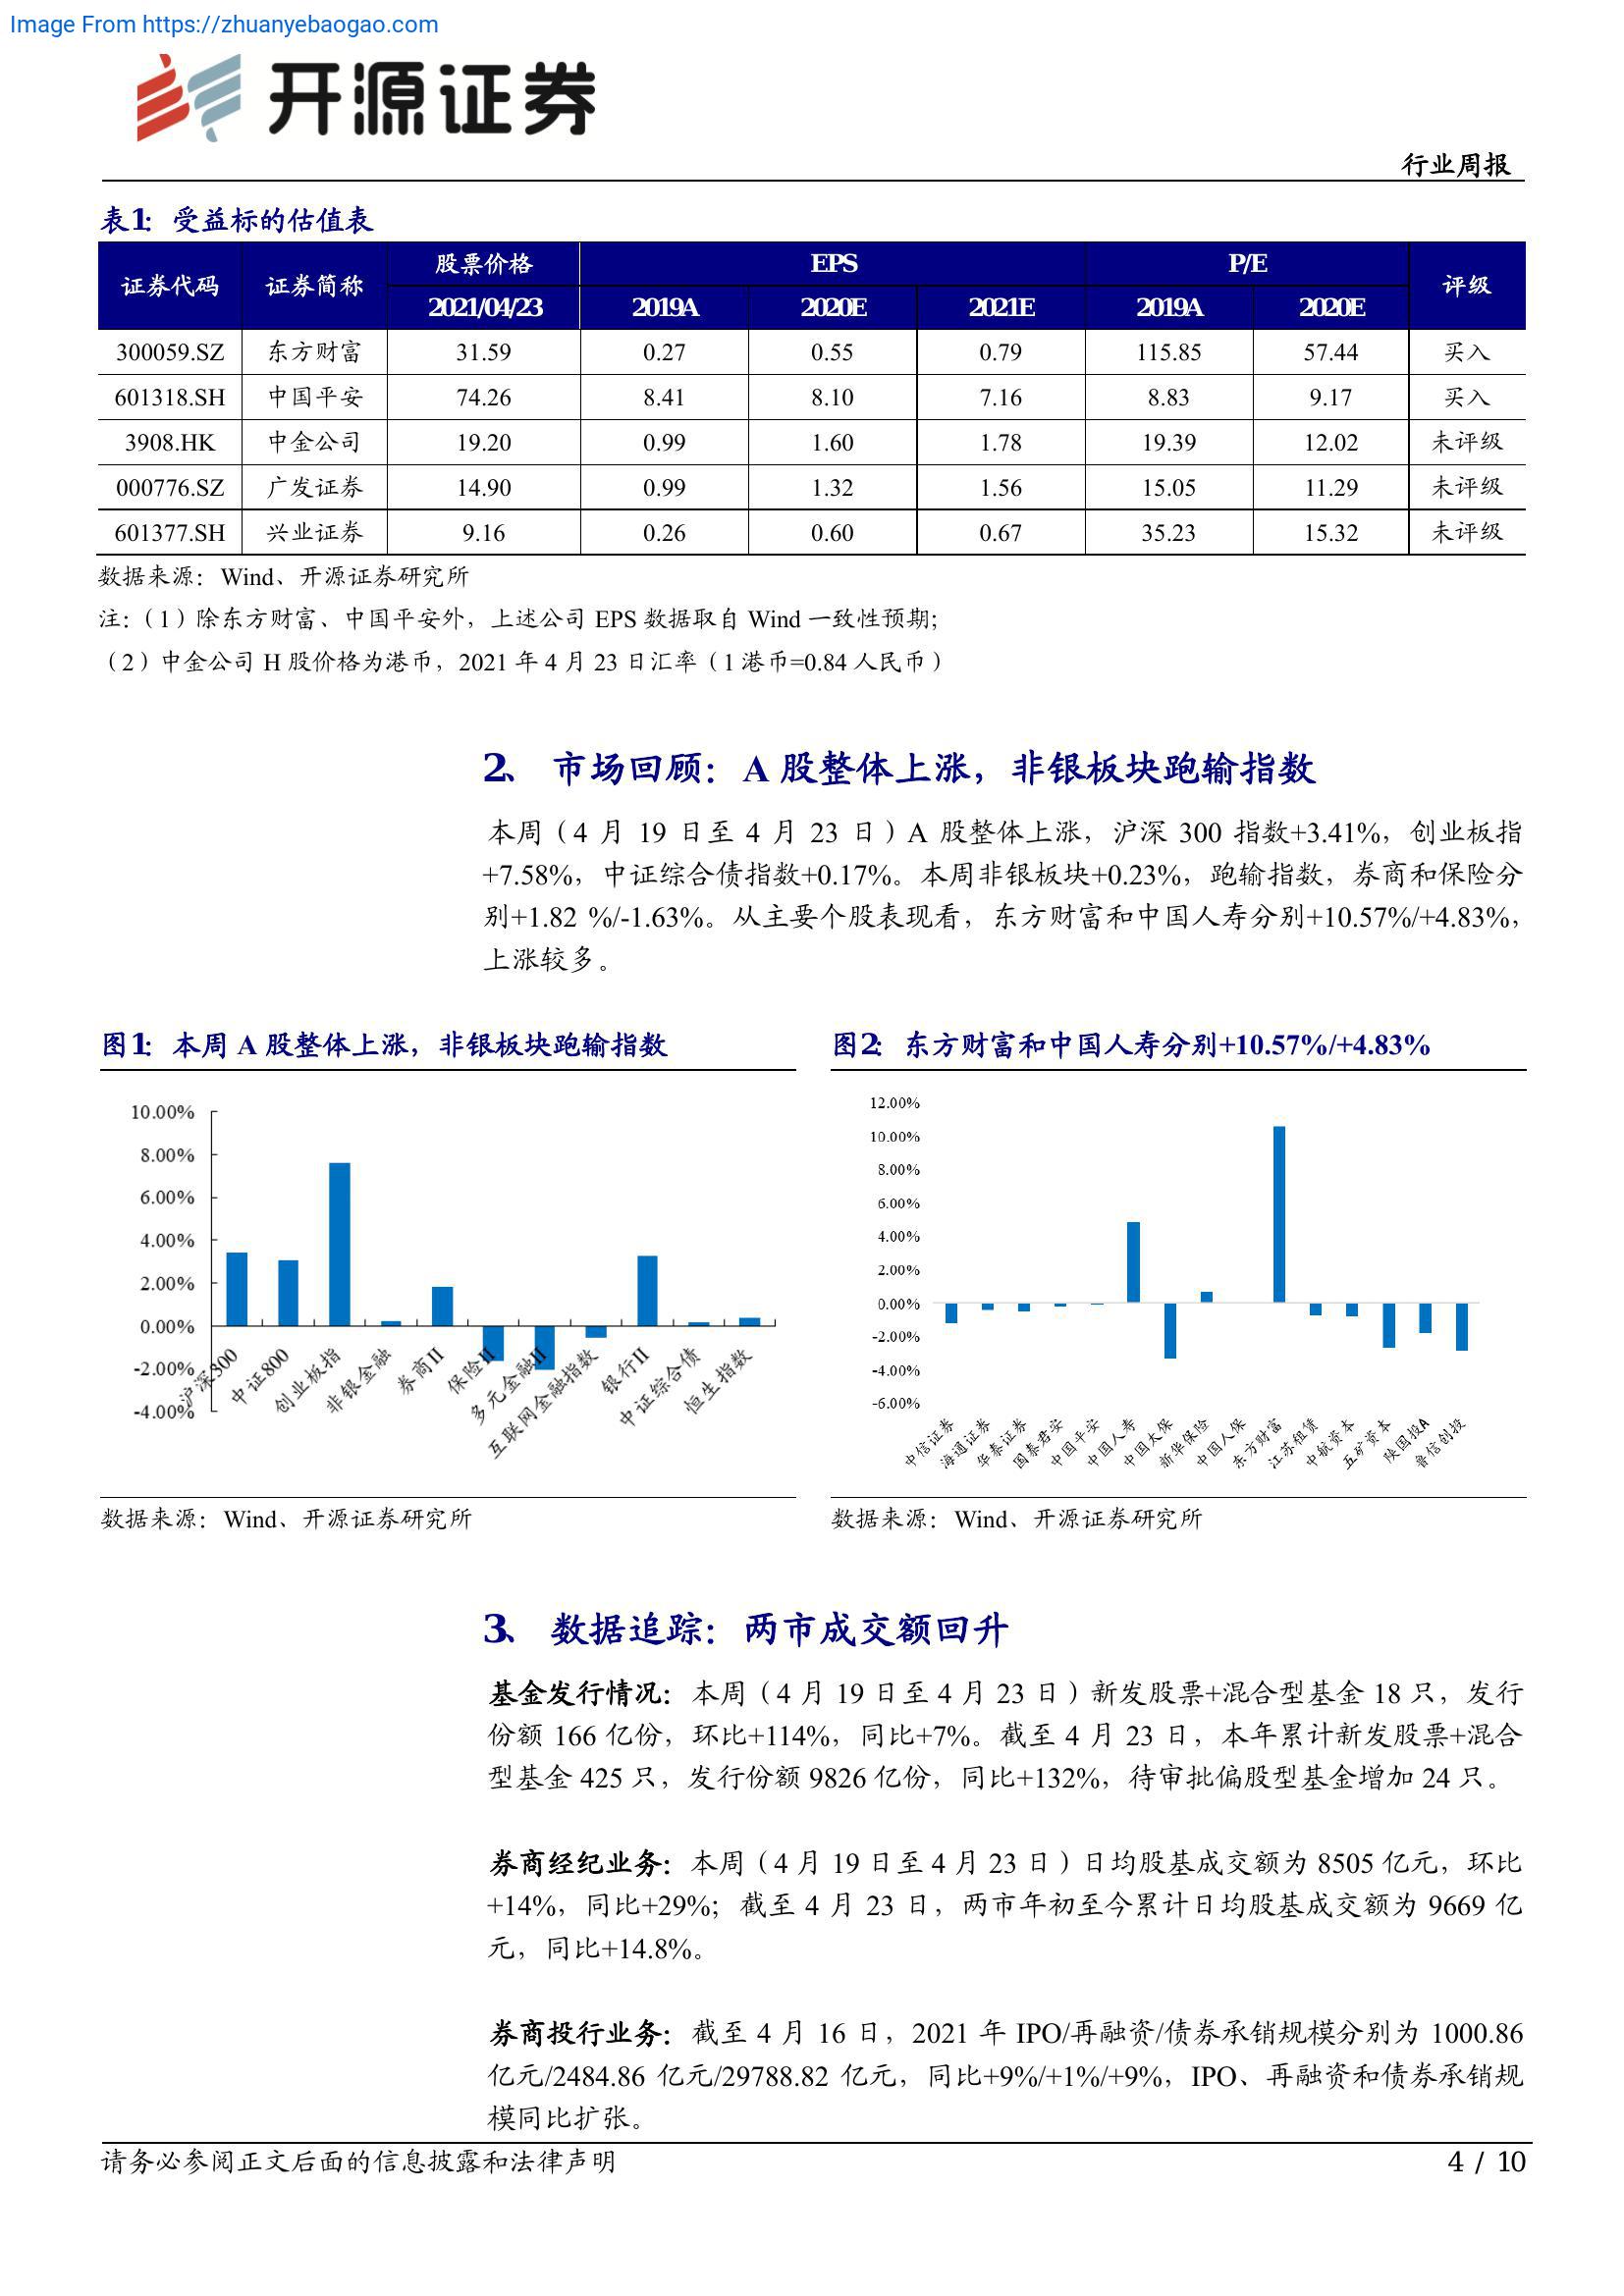 Image From https://zhuanyebaogao.com
开源证券
行业周报
表1： 受益标的估值表
证券代码 证券简称 股票价格 EPS P/E 评级
2021/04/23 2019A 2020E 2021E 2019A 2020E
300059.SZ 东方财富 31.59 0.27 0.55 0.79 115.85 57.44 买入
601318.SH 中国平安 74.26 8.41 8.10 7.16 8.83 9.17 买入
3908.HK 中金公司 19.20 0.99 1.60 1.78 19.39 12.02 未评级
000776.SZ 广发证券 14.90 0.99 1.32 1.56 15.05 11.29 未评级
601377.SH 兴业证券 9.16 0.26 0.60 0.67 35.23 15.32 未评级
数据来源：Wind、开源证券研究所
注：（1）除东方财富、中国平安外，上述公司 EPS 数据取自 Wind 一致性预期；
（2）中金公司 H 股价格为港币，2021 年 4 月 23 日汇率（1 港币=0.84 人民币）
2、 市场回顾：A 股整体上涨，非银板块跑输指数
本周（4 月 19 日至 4 月 23 日）A 股整体上涨，沪深 300 指数+3.41%，创业板指
+7.58%，中证综合债指数+0.17%。本周非银板块+0.23%，跑输指数，券商和保险分
别+1.82 %/-1.63%。从主要个股表现看，东方财富和中国人寿分别+10.57%/+4.83%，
上涨较多。
图1：本周 A 股整体上涨，非银板块跑输指数
10.00%
8.00%
6.00%
4.00%
2.00%
0.00%
-2.00%
-4.00%
沪深300 中证800 创业板指 非银金融 券商II 保险II 多元金融II 互联网金融指数 银行II 中证综合债 恒生指数
数据来源：Wind、开源证券研究所
图2：东方财富和中国人寿分别+10.57%/+4.83%
12.00%
10.00%
8.00%
6.00%
4.00%
2.00%
0.00%
-2.00%
-4.00%
-6.00%
中信证券 海通证券 华泰证券 国泰君安 中国平安 中国人寿 中国太保 新华保险 中国人保 东方财富 江苏租赁 中航资本 五矿资本 陕国投A 鲁信创投
数据来源：Wind、开源证券研究所
3、 数据追踪：两市成交额回升
基金发行情况：本周（4 月 19 日至 4 月 23 日）新发股票+混合型基金 18 只，发行
份额 166 亿份，环比+114%，同比+7%。截至 4 月 23 日，本年累计新发股票+混合
型基金 425 只，发行份额 9826 亿份，同比+132%，待审批偏股型基金增加 24 只。
券商经纪业务：本周（4 月 19 日至 4 月 23 日）日均股基成交额为 8505 亿元，环比
+14%，同比+29%；截至 4 月 23 日，两市年初至今累计日均股基成交额为 9669 亿
元，同比+14.8%。
券商投行业务：截至 4 月 16 日，2021 年 IPO/再融资/债券承销规模分别为 1000.86
亿元/2484.86 亿元/29788.82 亿元，同比+9%/+1%/+9%，IPO、再融资和债券承销规
模同比扩张。
请务必参阅正文后面的信息披露和法律声明
4 / 10